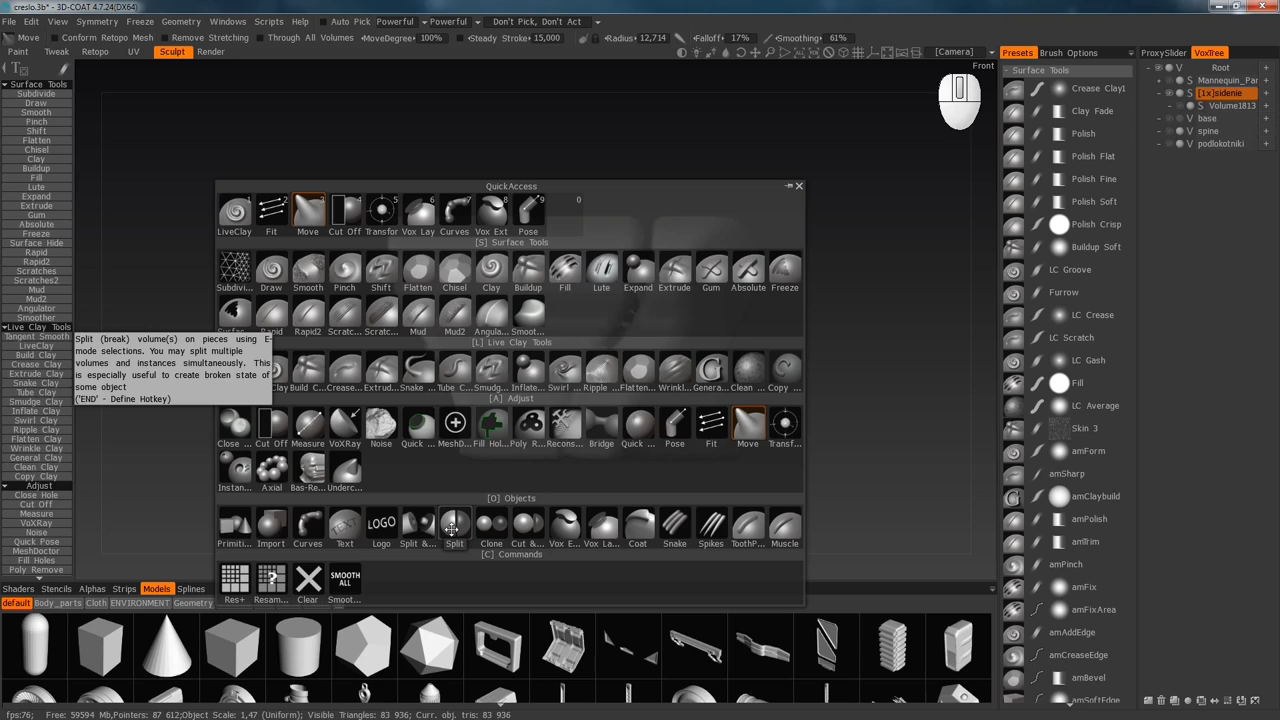 creslo.3b* - 3D-COAT 4.7.24(DX64)
File Edit View Symmetry Freeze Geometry Windows Scripts Help Auto Pick Powerful Powerful Don't Pick, Don't Act
Move Conform Retopo Mesh Remove Stretching Through All Volumes MoveDegree 100% Steady Stroke 15,000 Radius 12,714 Falloff 17% Smoothing 61%
Paint Tweak Retopo UV Sculpt Render [Camera]
Front
Surface Tools
Subdivide
Draw
Smooth
Pinch
Shift
Flatten
Chisel
Clay
Buildup
Fill
Lute
Expand
Extrude
Gum
Absolute
Freeze
Surface Hide
Rapid
Rapid2
Scratches
Scratches2
Mud
Mud2
Angulator
Smoother
Live Clay Tools
Tangent Smooth
LiveClay
Build Clay
Crease Clay
Extrude Clay
Snake Clay
Tube Clay
Smudge Clay
Inflate Clay
Swirl Clay
Ripple Clay
Flatten Clay
Wrinkle Clay
General Clay
Clean Clay
Copy Clay
Adjust
Close Hole
Cut Off
Measure
VoXRay
Noise
Quick Pose
MeshDoctor
Fill Holes
Poly Remove
Split (break) volume(s) on pieces using E-
mode selections. You may split multiple
volumes and instances simultaneously. This
is especially useful to create broken state of
some object
('END' - Define Hotkey)
QuickAccess
2 6 7 8 9 0
LiveClay Fit Move Cut Off Transfor Vox Lay Curves Vox Ext Pose
[S] Surface Tools
Subdivi... Draw Smooth Pinch Shift Flatten Chisel Clay Buildup Fill Lute Expand Extrude Gum Absolute Freeze
Surfac... Rapid Rapid2 Scratc... Scratc... Mud Mud2 Angula... Smoot...
[L] Live Clay Tools
Clay Build C... Crease... Extrud... Snake ... Tube C... Smudg... Inflate... Swirl ... Ripple ... Flatten... Wrinkl... Genera... Clean ... Copy ...
[A] Adjust
Close ... Cut Off Measure VoXRay Noise Quick ... MeshD... Fill Hol... Poly R... Recons... Bridge Quick ... Pose Fit Move Transf...
Instan... Axial Bas-Re... Underc...
[O] Objects
TEXT LOGO
Primiti... Import Curves Text Logo Split &... Split Clone Cut &... Vox E... Vox La... Coat Snake Spikes ToothP... Muscle
[C] Commands
SMOOTH
ALL
Res+ Resam... Clear Smoot...
Presets Brush Options
Surface Tools
Crease Clay1
Clay Fade
Polish
Polish Flat
Polish Fine
Polish Soft
Polish Crisp
Buildup Soft
LC Groove
Furrow
LC Crease
LC Scratch
LC Gash
Fill
LC Average
Skin 3
amForm
amSharp
amClaybuild
amPolish
amTrim
amPinch
amFix
amFixArea
amAddEdge
amCreaseEdge
amBevel
amSoftEdge
ProxySlider VoxTree
V Root
S Mannequin_Par
S [1x]sidenie
S Volume1813
V base
V spine
V podlokotniki
Shaders Stencils Alphas Strips Models Splines
default Body_parts Cloth ENVIRONMENT Geometry
fps:76; Free: 59594 Mb,Pointers: 87 612;Object Scale: 1,47 (Uniform); Visible Triangles: 83 936; Curr. obj. tris: 83 936